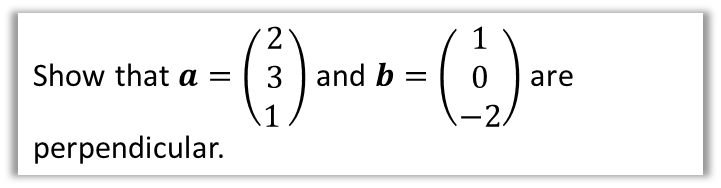 Show that a = (2 3 1) and b = (1 0 −2) are
perpendicular.